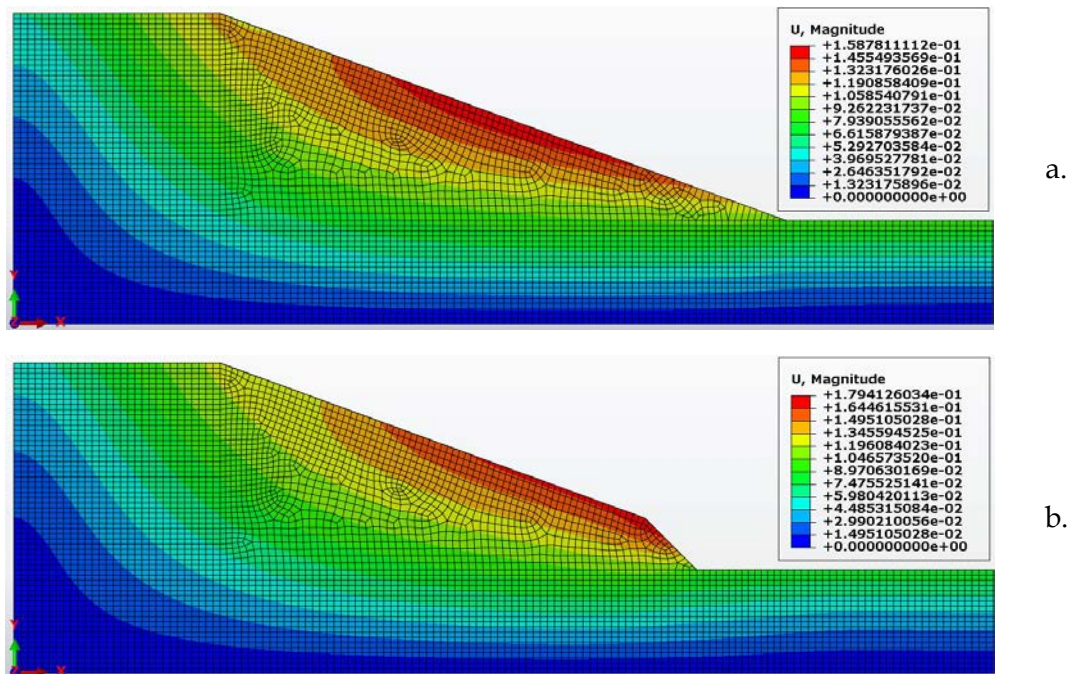 U, Magnitude
+1.587811112e-01
+1.455493569e-01
+1.323176026e-01
+1.190858409e-01
+1.058540791e-01
+9.262231737e-02
+7.939055562e-02
+6.615879387e-02
+5.292703584e-02
+3.969527781e-02
+2.646351792e-02
+1.323175896e-02
+0.000000000e+00
a.
Y
X
U, Magnitude
+1.794126034e-01
+1.644615531e-01
+1.495105028e-01
+1.345594525e-01
+1.196084023e-01
+1.046573520e-01
+8.970630169e-02
+7.475525141e-02
+5.980420113e-02
+4.485315084e-02
+2.990210056e-02
+1.495105028e-02
+0.000000000e+00
b.
Y
X